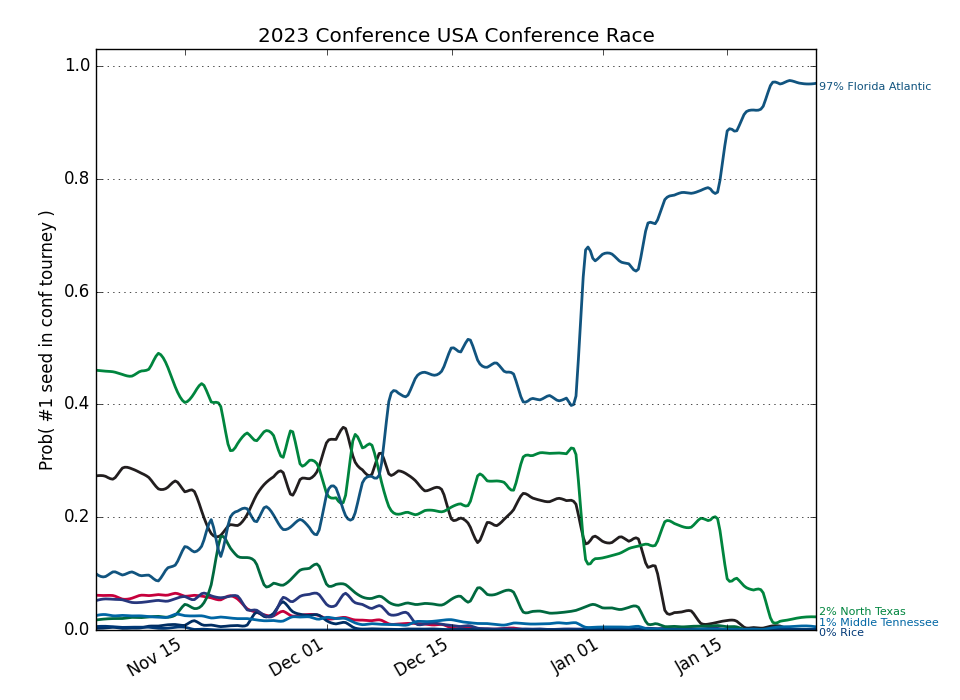 2023 Conference USA Conference Race
Prob( #1 seed in conf tourney )
1.0
0.8
0.6
0.4
0.2
0.0
Nov 15
Dec 01
Dec 15
Jan 01
Jan 15
97% Florida Atlantic
2% North Texas
1% Middle Tennessee
0% Rice